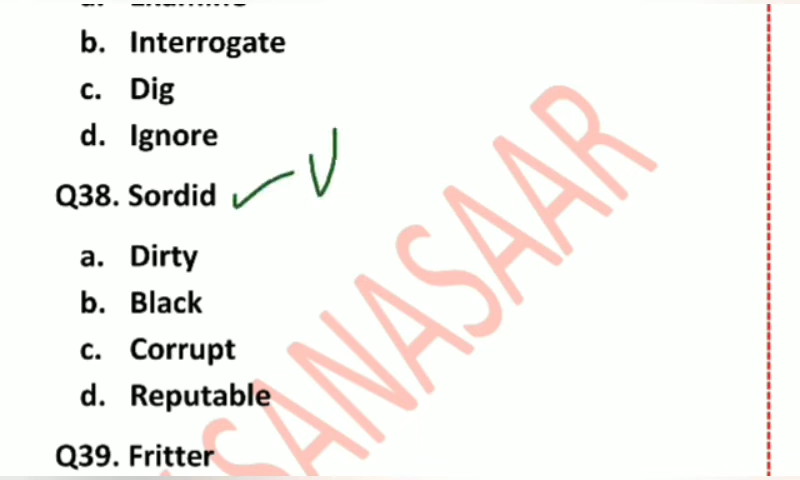 b. Interrogate
c. Dig
d. Ignore
Q38. Sordid
a. Dirty
b. Black
c. Corrupt
d. Reputable
Q39. Fritter
SANASAAR